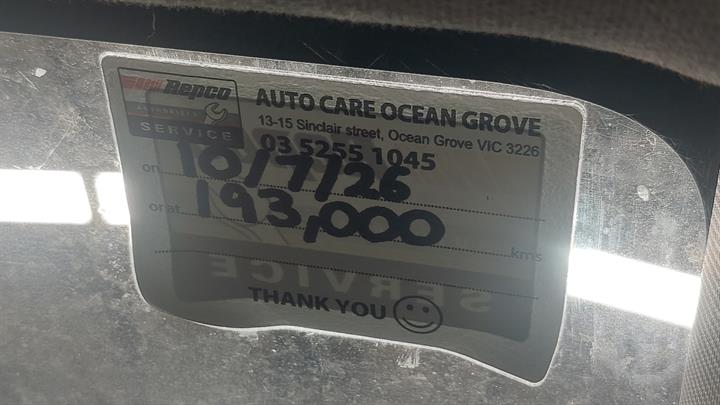 Repco
AUTHORISED
SERVICE
AUTO CARE OCEAN GROVE
13-15 Sinclair street, Ocean Grove VIC 3226
03 5255 1045
on 10/7/26
or at 193,000 kms
SERVICE
THANK YOU